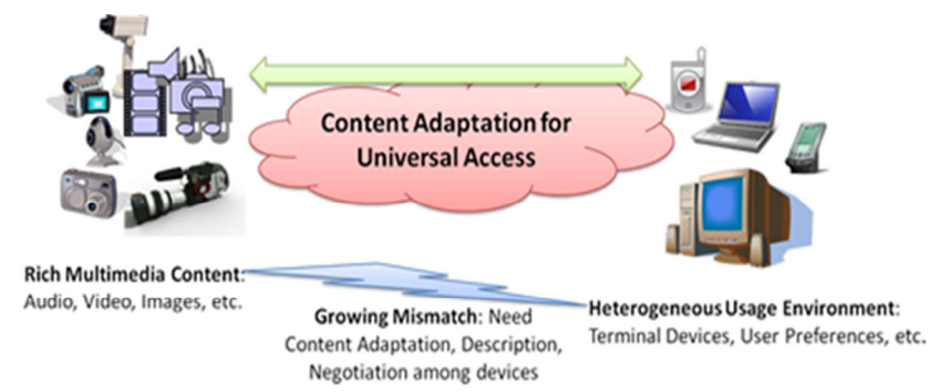 Content Adaptation for
Universal Access
Rich Multimedia Content:
Audio, Video, Images, etc.
Growing Mismatch: Need
Content Adaptation, Description,
Negotiation among devices
Heterogeneous Usage Environment:
Terminal Devices, User Preferences, etc.